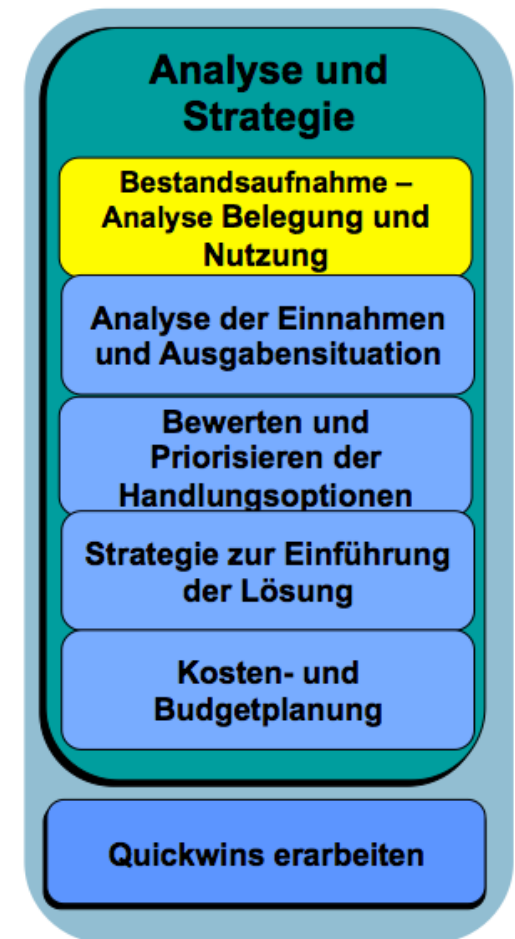 Analyse und
Strategie
Bestandsaufnahme –
Analyse Belegung und
Nutzung
Analyse der Einnahmen
und Ausgabensituation
Bewerten und
Priorisieren der
Handlungsoptionen
Strategie zur Einführung
der Lösung
Kosten- und
Budgetplanung
Quickwins erarbeiten